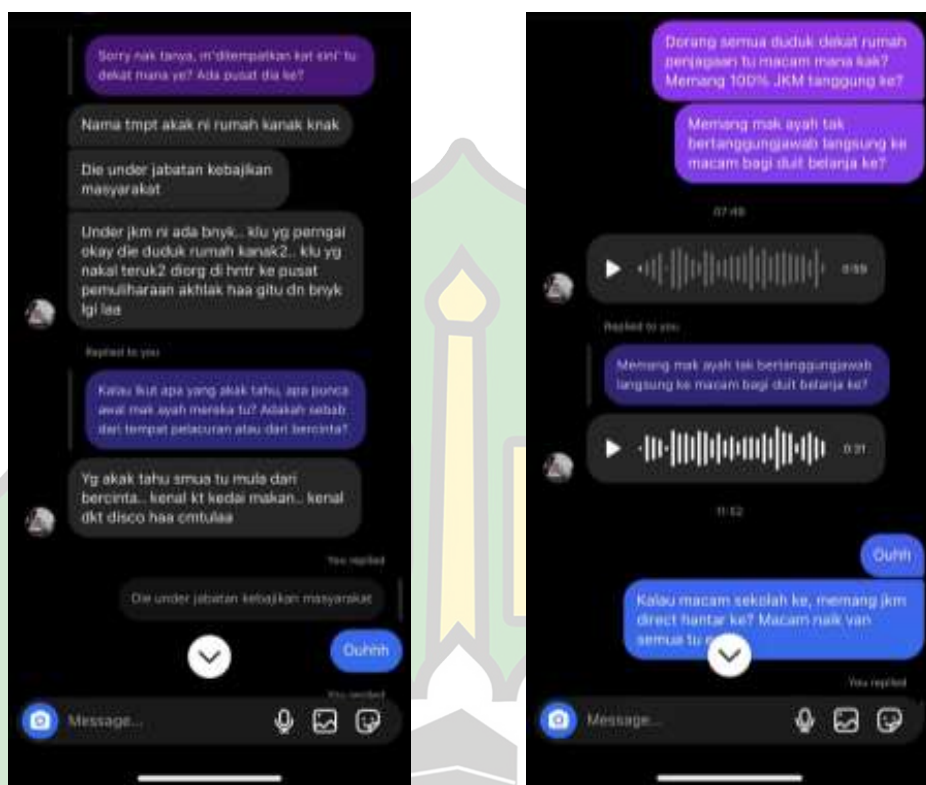 Sorry nak tanya, m'ditempatkan kat sini' tu
dekat mana ye? Ada pusat dia ke?
Nama tmpt akak ni rumah kanak knak
Die under jabatan kebajikan
masyarakat
Under jkm ni ada bnyk.. klu yg perngai
okay die duduk rumah kanak2.. klu yg
nakal teruk2 diorg di hntr ke pusat
pemuliharaan akhlak haa gitu dn bnyk
lgi laa
Replied to you
Kalau ikut apa yang akak tahu, apa punca
awal mak ayah mereka tu? Adakah sebab
dari tempat pelacuran atau dari bercinta?
Yg akak tahu smua tu mula dari
bercinta.. kenal kt kedai makan.. kenal
dkt disco haa cmtulaa
You replied
Die under jabatan kebajikan masyarakat
Ouhhh
You replied
Message...
Dorang semua duduk dekat rumah
penjagaan tu macam mana kak?
Memang 100% JKM tanggung ke?
Memang mak ayah tak
bertanggungjawab langsung ke
macam bagi duit belanja ke?
07:49
0:59
Replied to you
Memang mak ayah tak bertanggungjawab
langsung ke macam bagi duit belanja ke?
0:31
11:52
Ouhh
Kalau macam sekolah ke, memang jkm
direct hantar ke? Macam naik van
semua tu
You replied
Message...